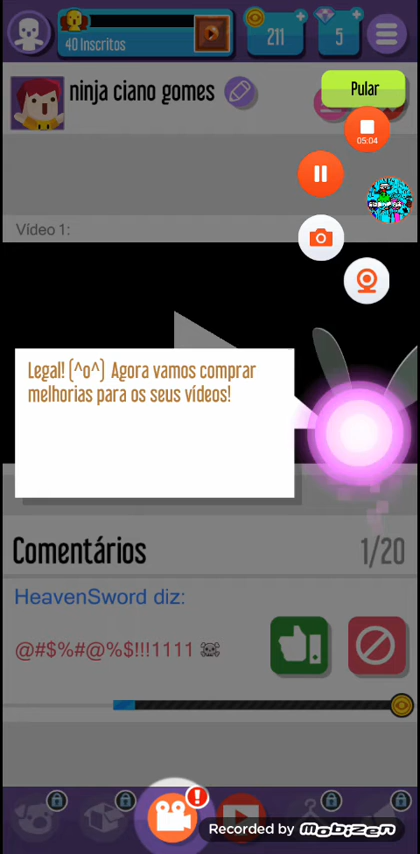 40 Inscritos
211
5
ninja ciano gomes
Pular
05:04
Vídeo 1:
Legal! (^o^) Agora vamos comprar
melhorias para os seus vídeos!
Comentários
1/20
HeavenSword diz:
@#$%#@%$!!!1111 ☠
!
Recorded by mobizen